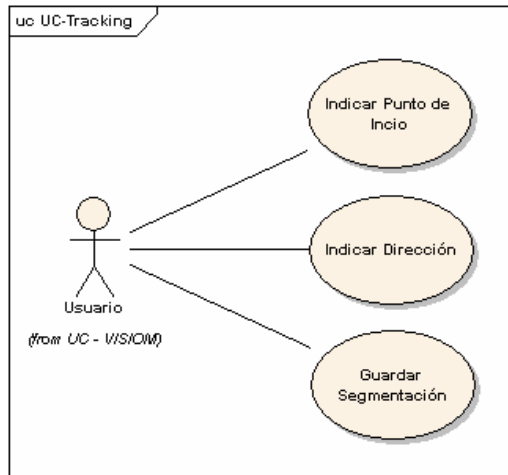 uc UC-Tracking
Indicar Punto de
Incio
Indicar Dirección
Usuario
(from UC - VISIOM)
Guardar
Segmentación